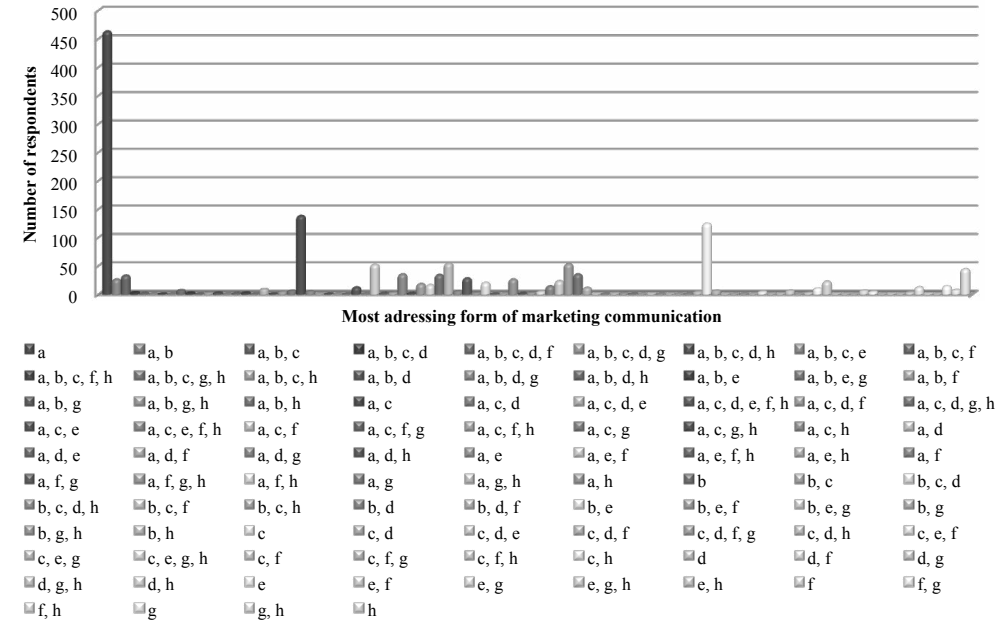 500
450
400
350
300
250
200
150
100
50
0
Number of respondents
Most adressing form of marketing communication
a a, b a, b, c a, b, c, d a, b, c, d, f a, b, c, d, g a, b, c, d, h a, b, c, e a, b, c, f
a, b, c, f, h a, b, c, g, h a, b, c, h a, b, d a, b, d, g a, b, d, h a, b, e a, b, e, g a, b, f
a, b, g a, b, g, h a, b, h a, c a, c, d a, c, d, e a, c, d, e, f, h a, c, d, f a, c, d, g, h
a, c, e a, c, e, f, h a, c, f a, c, f, g a, c, f, h a, c, g a, c, g, h a, c, h a, d
a, d, e a, d, f a, d, g a, d, h a, e a, e, f a, e, f, h a, e, h a, f
a, f, g a, f, g, h a, f, h a, g a, g, h a, h b b, c b, c, d
b, c, d, h b, c, f b, c, h b, d b, d, f b, e b, e, f b, e, g b, g
b, g, h b, h c c, d c, d, e c, d, f c, d, f, g c, d, h c, e, f
c, e, g c, e, g, h c, f c, f, g c, f, h c, h d d, f d, g
d, g, h d, h e e, f e, g e, g, h e, h f f, g
f, h g g, h h